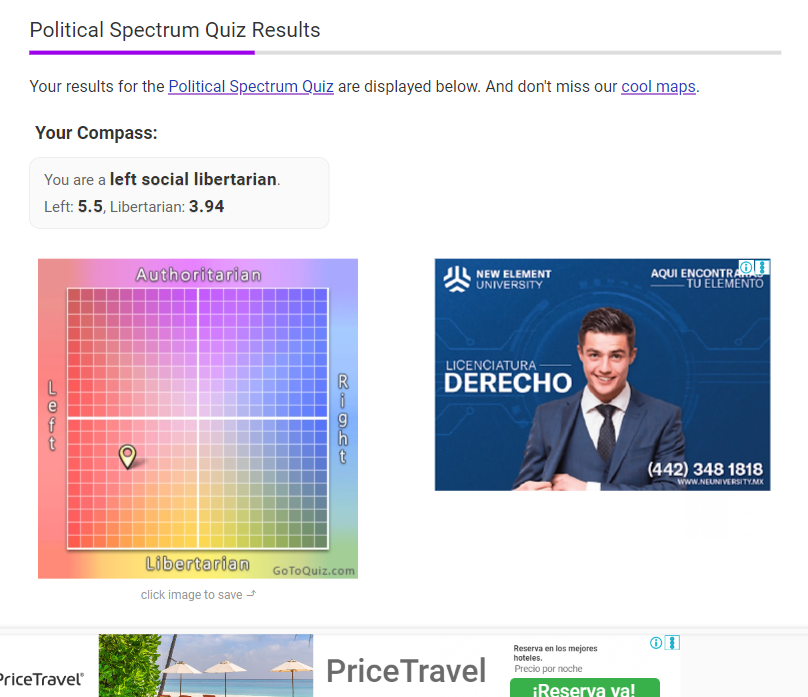 Political Spectrum Quiz Results
Your results for the Political Spectrum Quiz are displayed below. And don't miss our cool maps.
Your Compass:
You are a left social libertarian.
Left: 5.5, Libertarian: 3.94
Authoritarian
Left
Right
Libertarian
GoToQuiz.com
click image to save
NEW ELEMENT
UNIVERSITY
AQUI ENCONTRARÁS
TU ELEMENTO
LICENCIATURA
DERECHO
(442) 348 1818
WWW.NEUNIVERSITY.MX
PriceTravel
PriceTravel
Reserva en los mejores
hoteles.
Precio por noche
¡Reserva ya!